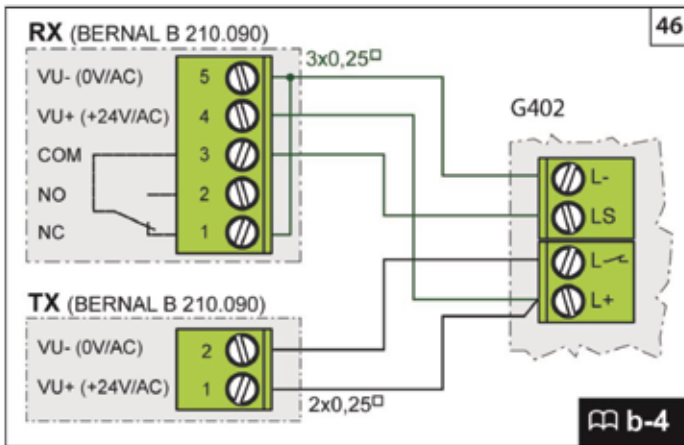 RX (BERNAL B 210.090)
46
3x0,25□
VU- (0V/AC) 5
VU+ (+24V/AC) 4
COM 3
NO 2
NC 1
G402
L-
LS
L
L+
TX (BERNAL B 210.090)
VU- (0V/AC) 2
VU+ (+24V/AC) 1
2x0,25□
b-4